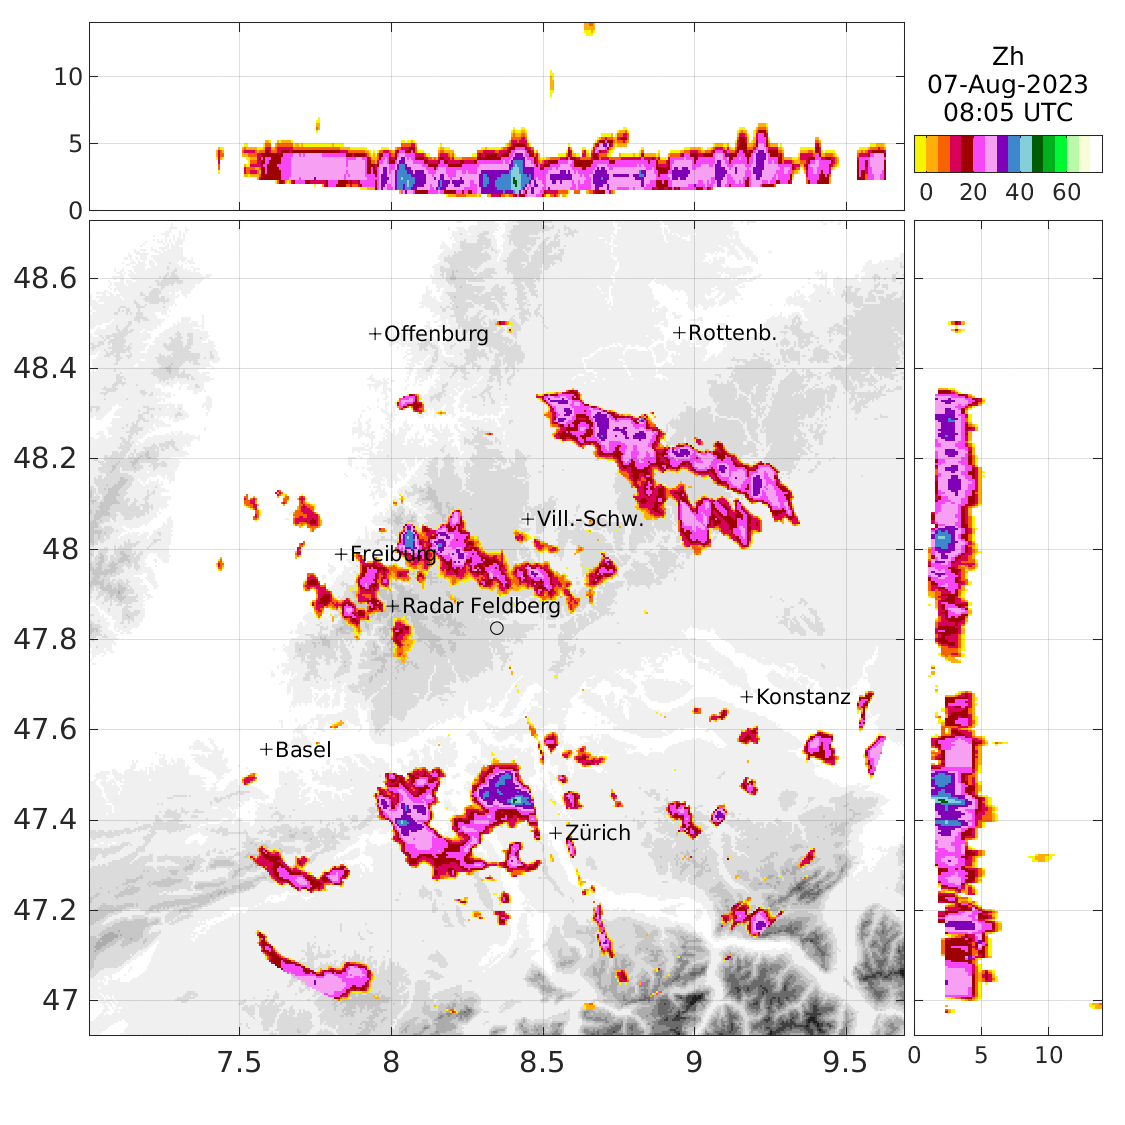 Zh
07-Aug-2023
08:05 UTC
0 20 40 60
10
5
0
48.6
48.4
48.2
48
47.8
47.6
47.4
47.2
47
+Offenburg
+Rottenb.
+Vill.-Schw.
+Freiburg
+Radar Feldberg
+Konstanz
+Basel
+Zürich
7.5 8 8.5 9 9.5
0 5 10